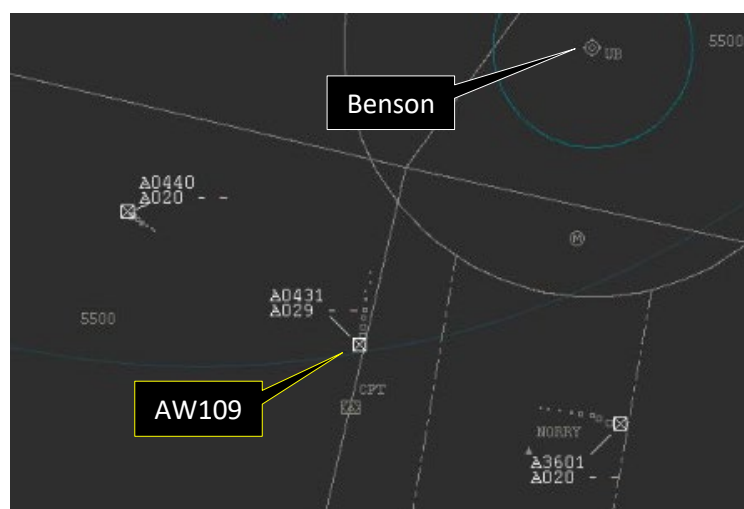 5500
UB
Benson
A0440
A020 - -
M
A0431
A029 - -
5500
CPT
AW109
NORRY
A3601
A020 - -